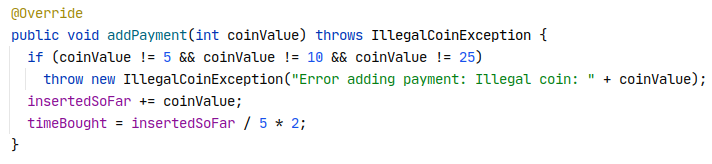 @Override
public void addPayment(int coinValue) throws IllegalCoinException {
  if (coinValue != 5 && coinValue != 10 && coinValue != 25)
    throw new IllegalCoinException("Error adding payment: Illegal coin: " + coinValue);
  insertedSoFar += coinValue;
  timeBought = insertedSoFar / 5 * 2;
}